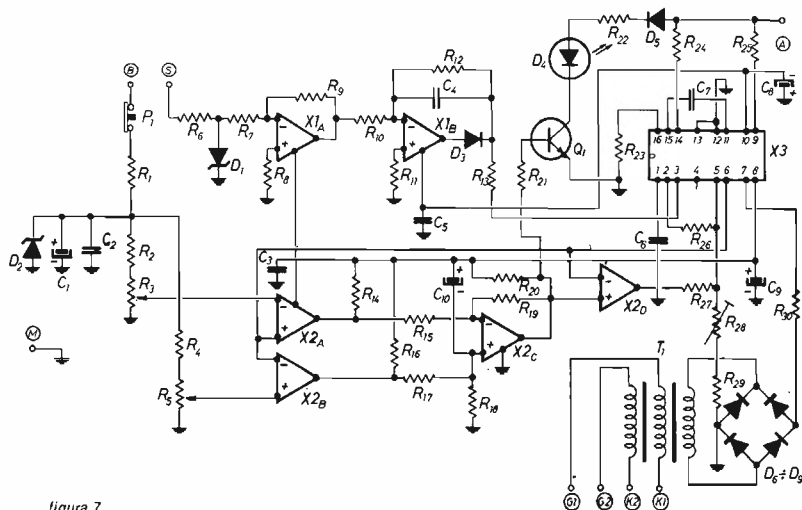 R22
D5
A
D4
R24
R25
B
S
R12
C7
C8
+
-
P1
R9
C4
R6
R7
X1A
R10
X1B
D3
Q1
16 15 14 13 12 11 10 9
X3
1 2 3 4 5 6 7 8
R23
D1
R8
R11
R13
R21
R1
C5
C6
R26
D2
C1
C2
R2
C3
R3
R14
C10
R20
R19
X2D
R27
C9
R28
R30
M
R4
X2A
R15
X2C
R16
R5
X2B
R17
R18
T1
R29
D6÷D9
G1
G2
K2
K1
figura 7